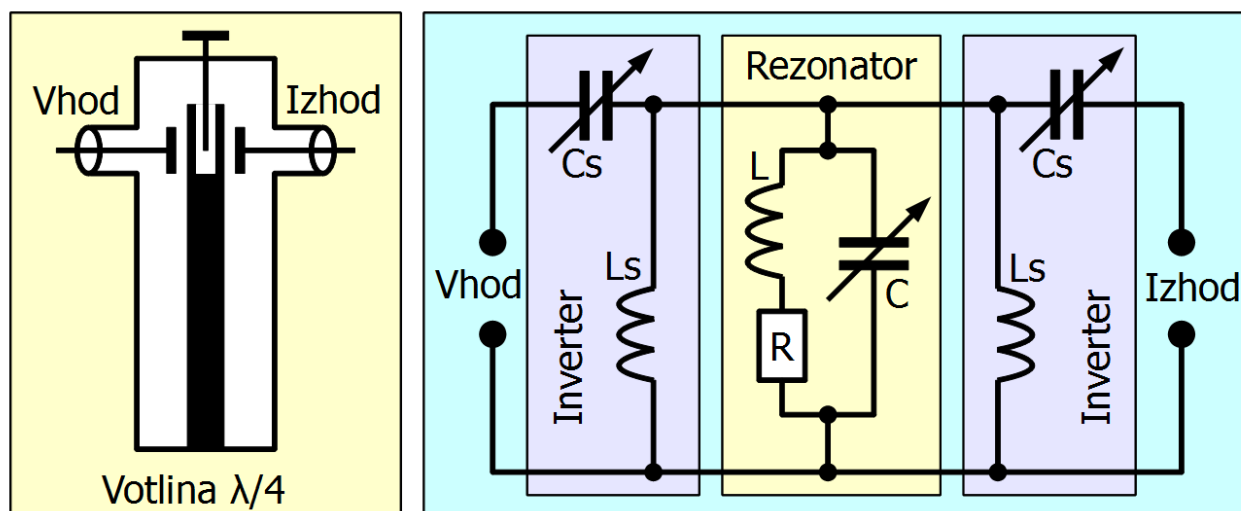 Vhod
Izhod
Votlina λ/4
Rezonator
Cs
Cs
L
Ls
Ls
Vhod
C
Izhod
R
Inverter
Inverter